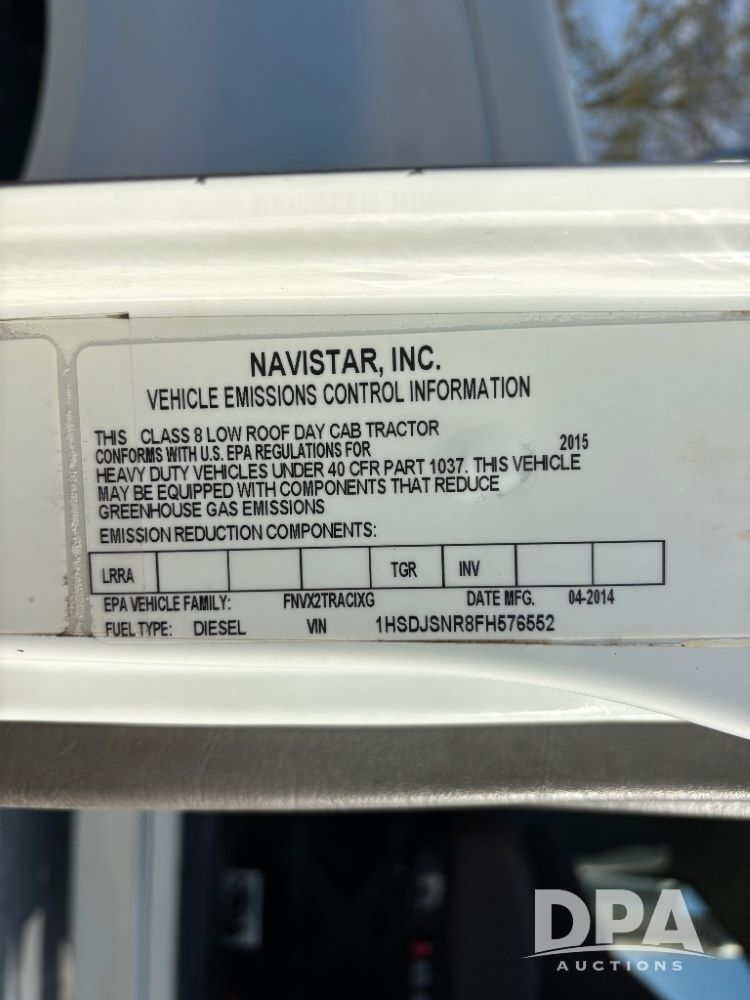 NAVISTAR, INC.
VEHICLE EMISSIONS CONTROL INFORMATION
THIS CLASS 8 LOW ROOF DAY CAB TRACTOR
CONFORMS WITH U.S. EPA REGULATIONS FOR 2015
HEAVY DUTY VEHICLES UNDER 40 CFR PART 1037. THIS VEHICLE
MAY BE EQUIPPED WITH COMPONENTS THAT REDUCE
GREENHOUSE GAS EMISSIONS
EMISSION REDUCTION COMPONENTS:
LRRA TGR INV
EPA VEHICLE FAMILY: FNVX2TRACIXG DATE MFG. 04-2014
FUEL TYPE: DIESEL VIN 1HSDJSNR8FH576552
DPA
AUCTIONS